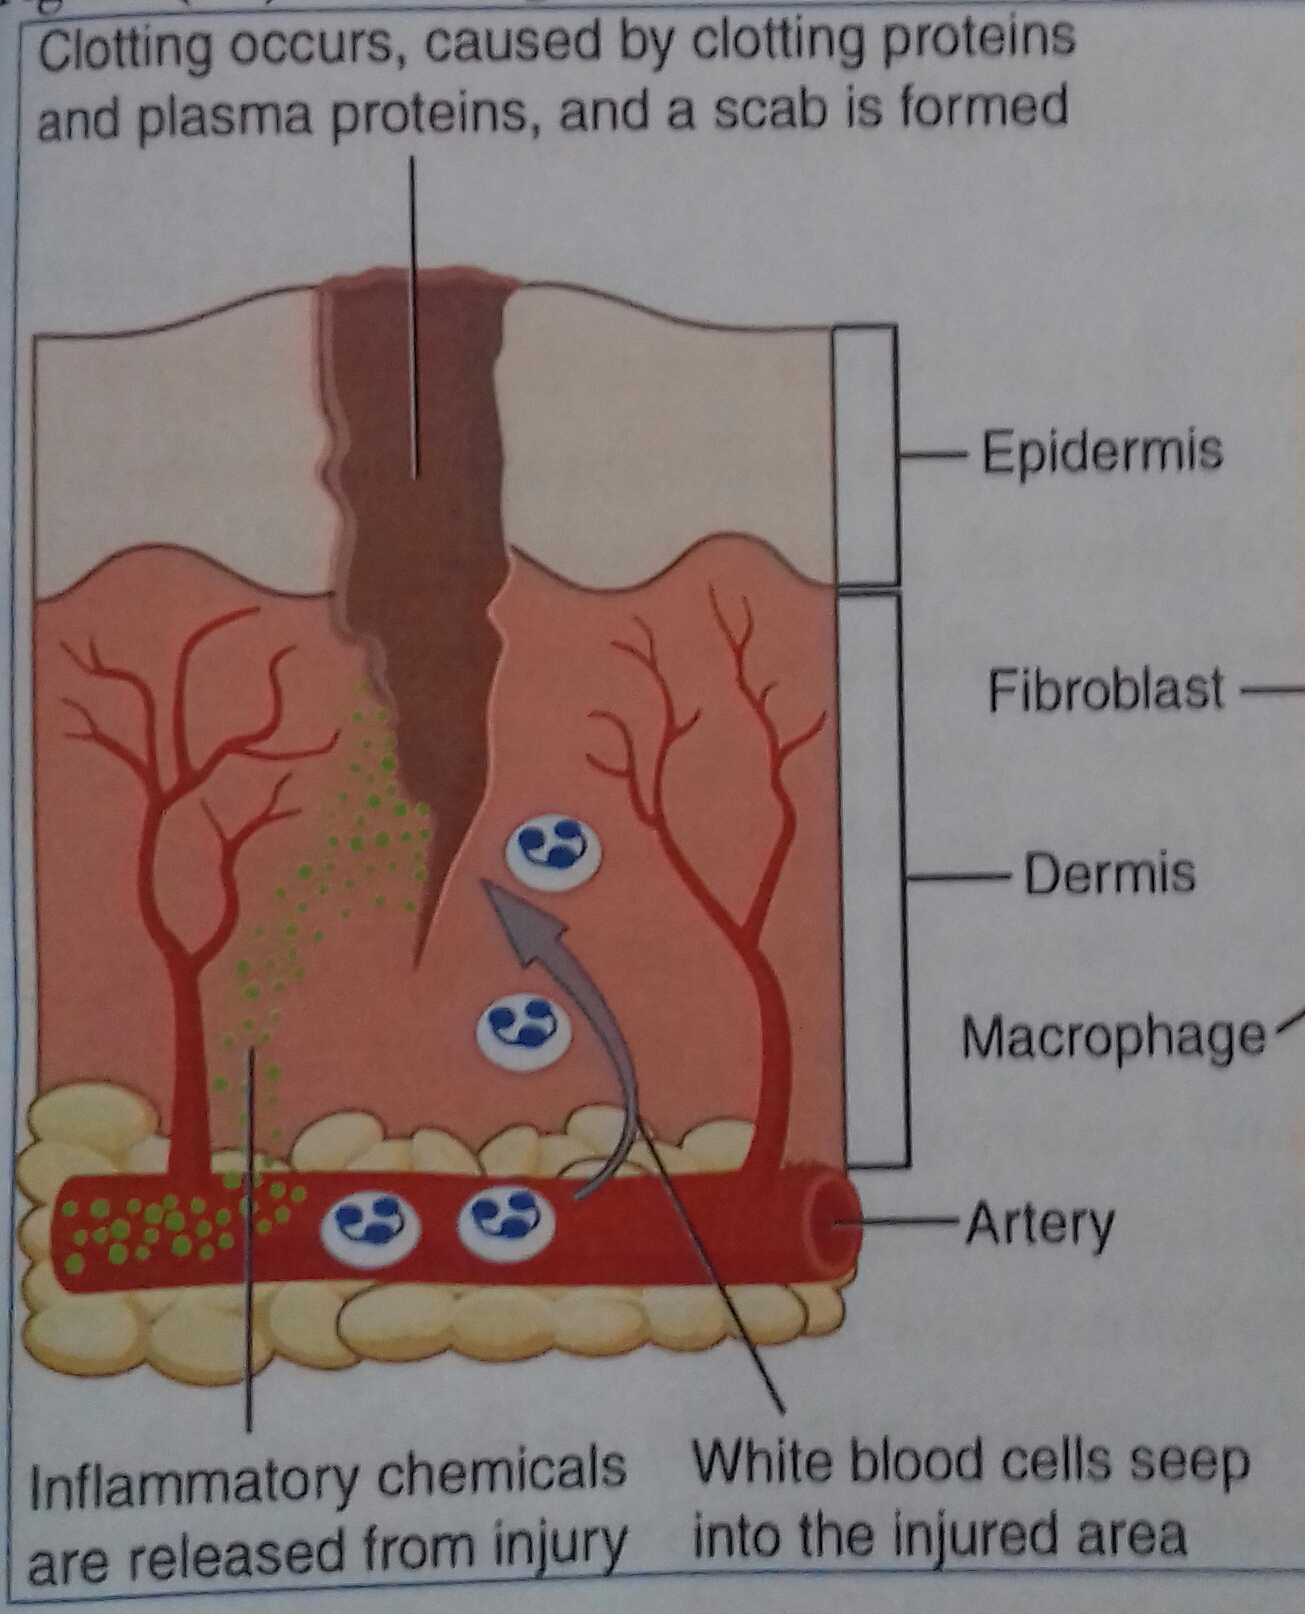 Clotting occurs, caused by clotting proteins
and plasma proteins, and a scab is formed
Epidermis
Fibroblast
Dermis
Macrophage
Artery
Inflammatory chemicals
are released from injury
White blood cells seep
into the injured area